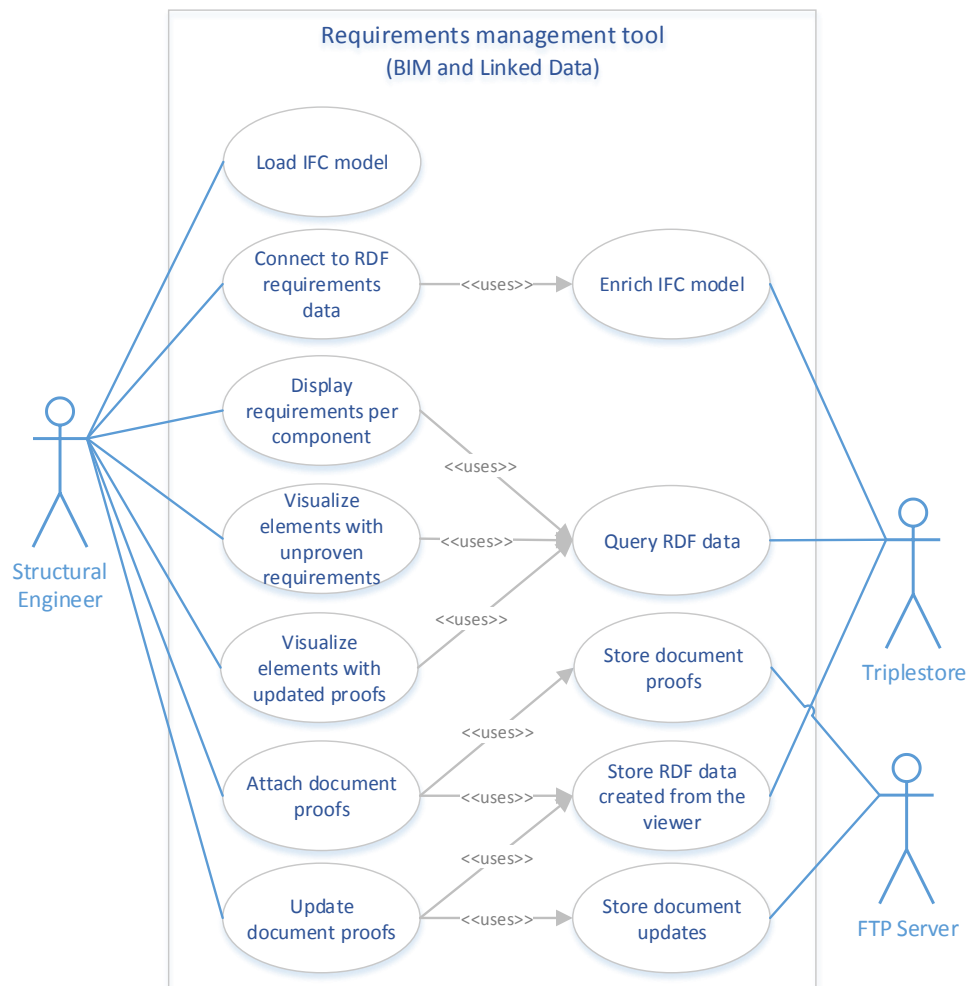 Requirements management tool
(BIM and Linked Data)
Load IFC model
Connect to RDF
requirements
data
<<uses>>
Enrich IFC model
Display
requirements per
component
<<uses>>
Visualize
elements with
unproven
requirements
<<uses>>
Query RDF data
Structural
Engineer
<<uses>>
Visualize
elements with
updated proofs
Store document
proofs
Triplestore
<<uses>>
Attach document
proofs
<<uses>>
Store RDF data
created from the
viewer
<<uses>>
Update
document proofs
<<uses>>
Store document
updates
FTP Server